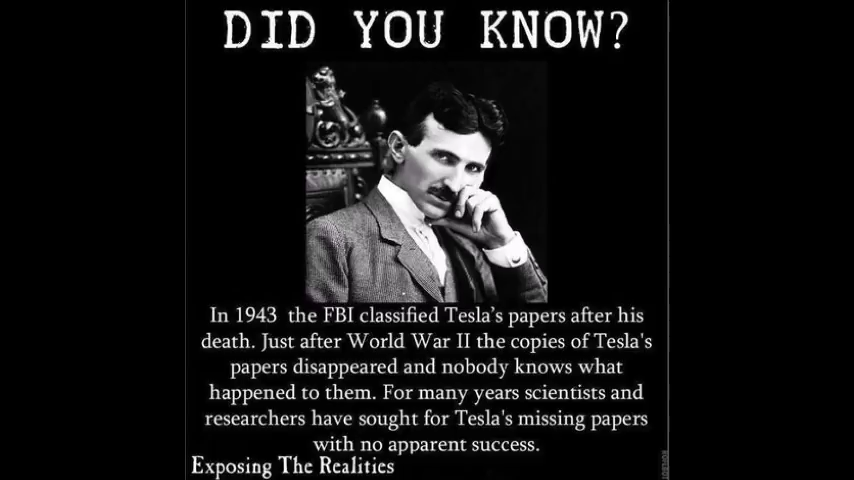 DID YOU KNOW?
In 1943 the FBI classified Tesla's papers after his
death. Just after World War II the copies of Tesla's
papers disappeared and nobody knows what
happened to them. For many years scientists and
researchers have sought for Tesla's missing papers
with no apparent success.
Exposing The Realities